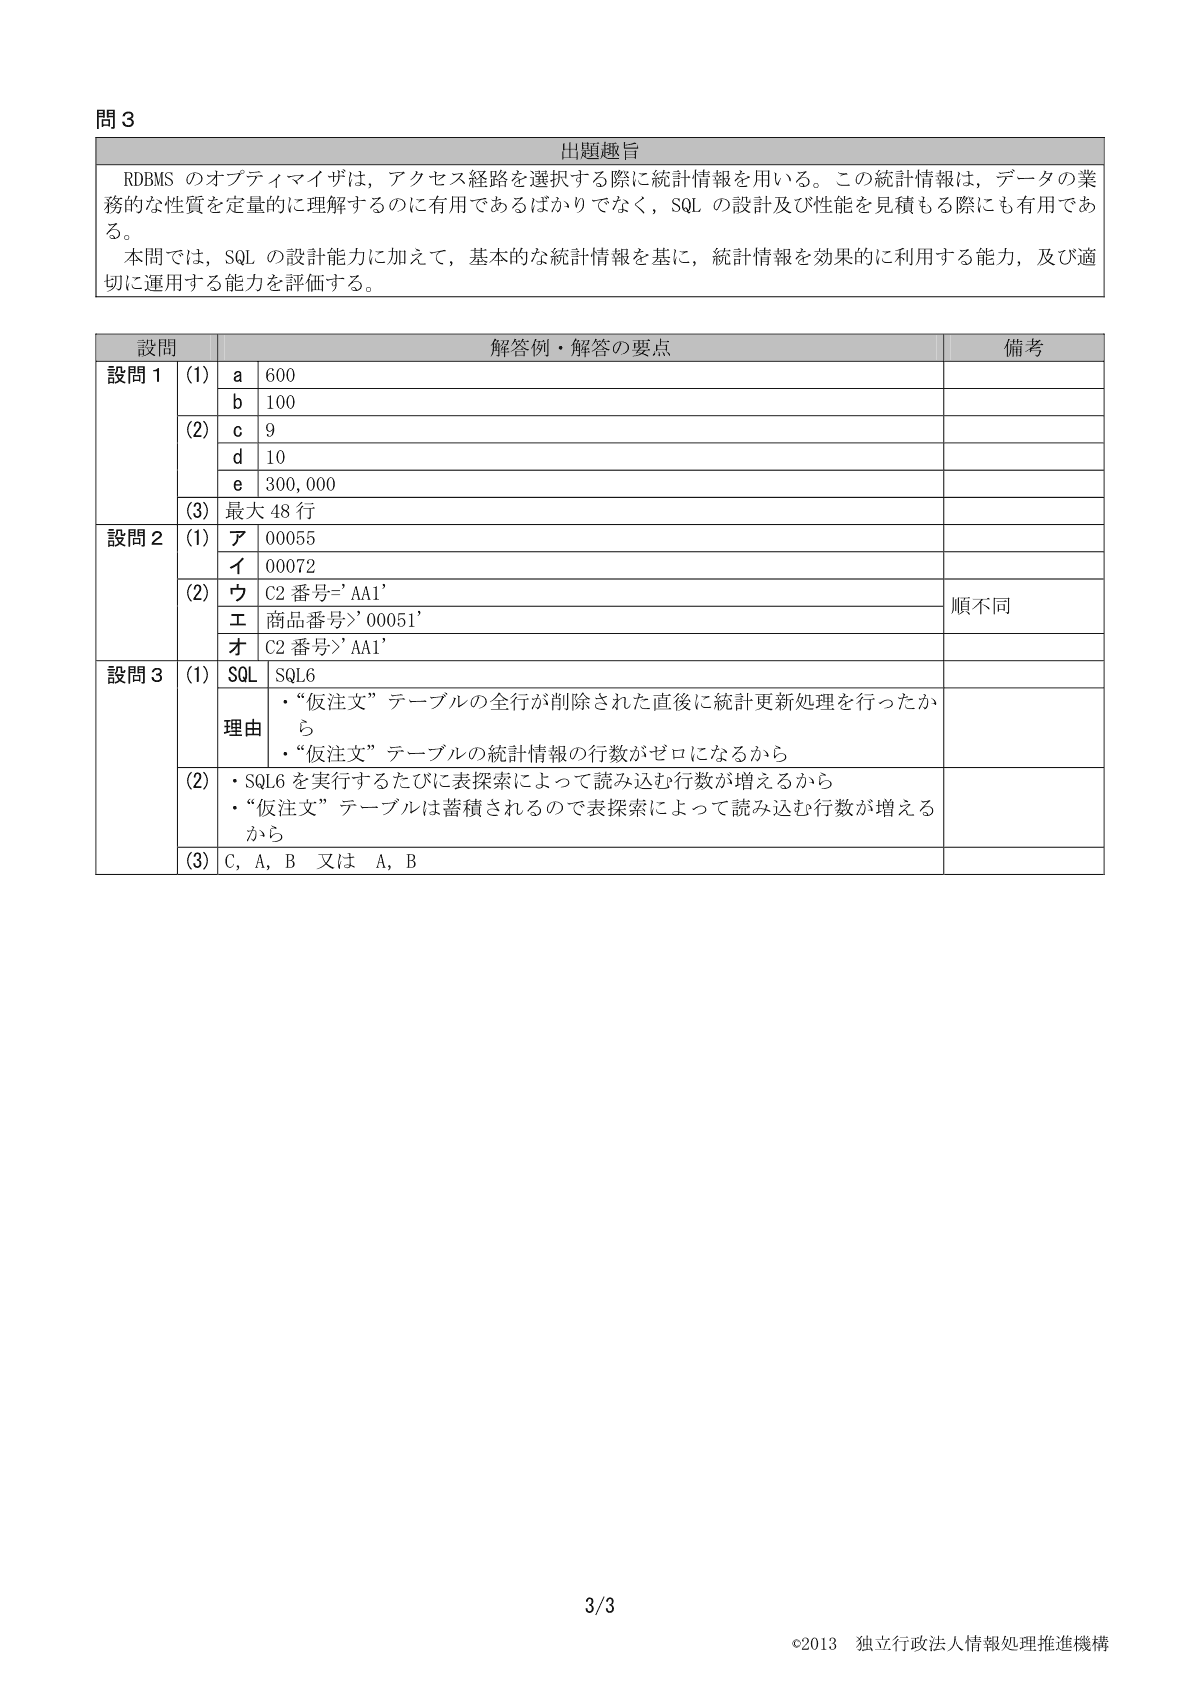 問３
出題趣旨
RDBMS のオプティマイザは，アクセス経路を選択する際に統計情報を用いる。この統計情報は，データの業
務的な性質を定量的に理解するのに有用であるばかりでなく，SQL の設計及び性能を見積もる際にも有用であ
る。
本問では，SQL の設計能力に加えて，基本的な統計情報を基に，統計情報を効果的に利用する能力，及び適
切に運用する能力を評価する。
設問 解答例・解答の要点 備考
設問１ (1) a 600
b 100
(2) c 9
d 10
e 300,000
(3) 最大 48 行
設問２ (1) ア 00055
イ 00072
(2) ウ C2 番号='AA1' 順不同
エ 商品番号>'00051'
オ C2 番号>'AA1'
設問３ (1) SQL SQL6
理由 ・“仮注文”テーブルの全行が削除された直後に統計更新処理を行ったか
ら
・“仮注文”テーブルの統計情報の行数がゼロになるから
(2) ・SQL6 を実行するたびに表探索によって読み込む行数が増えるから
・“仮注文”テーブルは蓄積されるので表探索によって読み込む行数が増える
から
(3) C，A，B　又は　A，B
3/3
©2013　独立行政法人情報処理推進機構